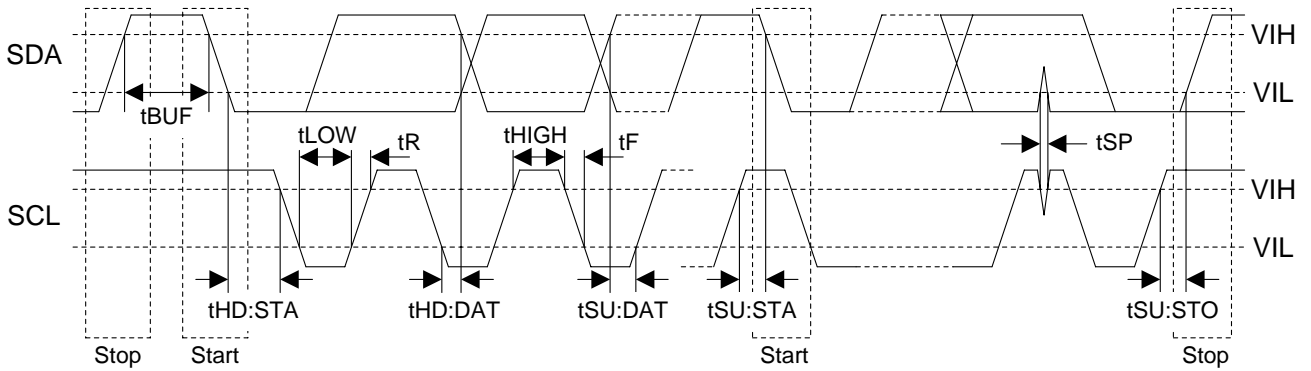 SDA
VIH
VIL
tBUF
tLOW
tR
tHIGH
tF
tSP
SCL
VIH
VIL
tHD:STA
tHD:DAT
tSU:DAT
tSU:STA
tSU:STO
Stop
Start
Start
Stop